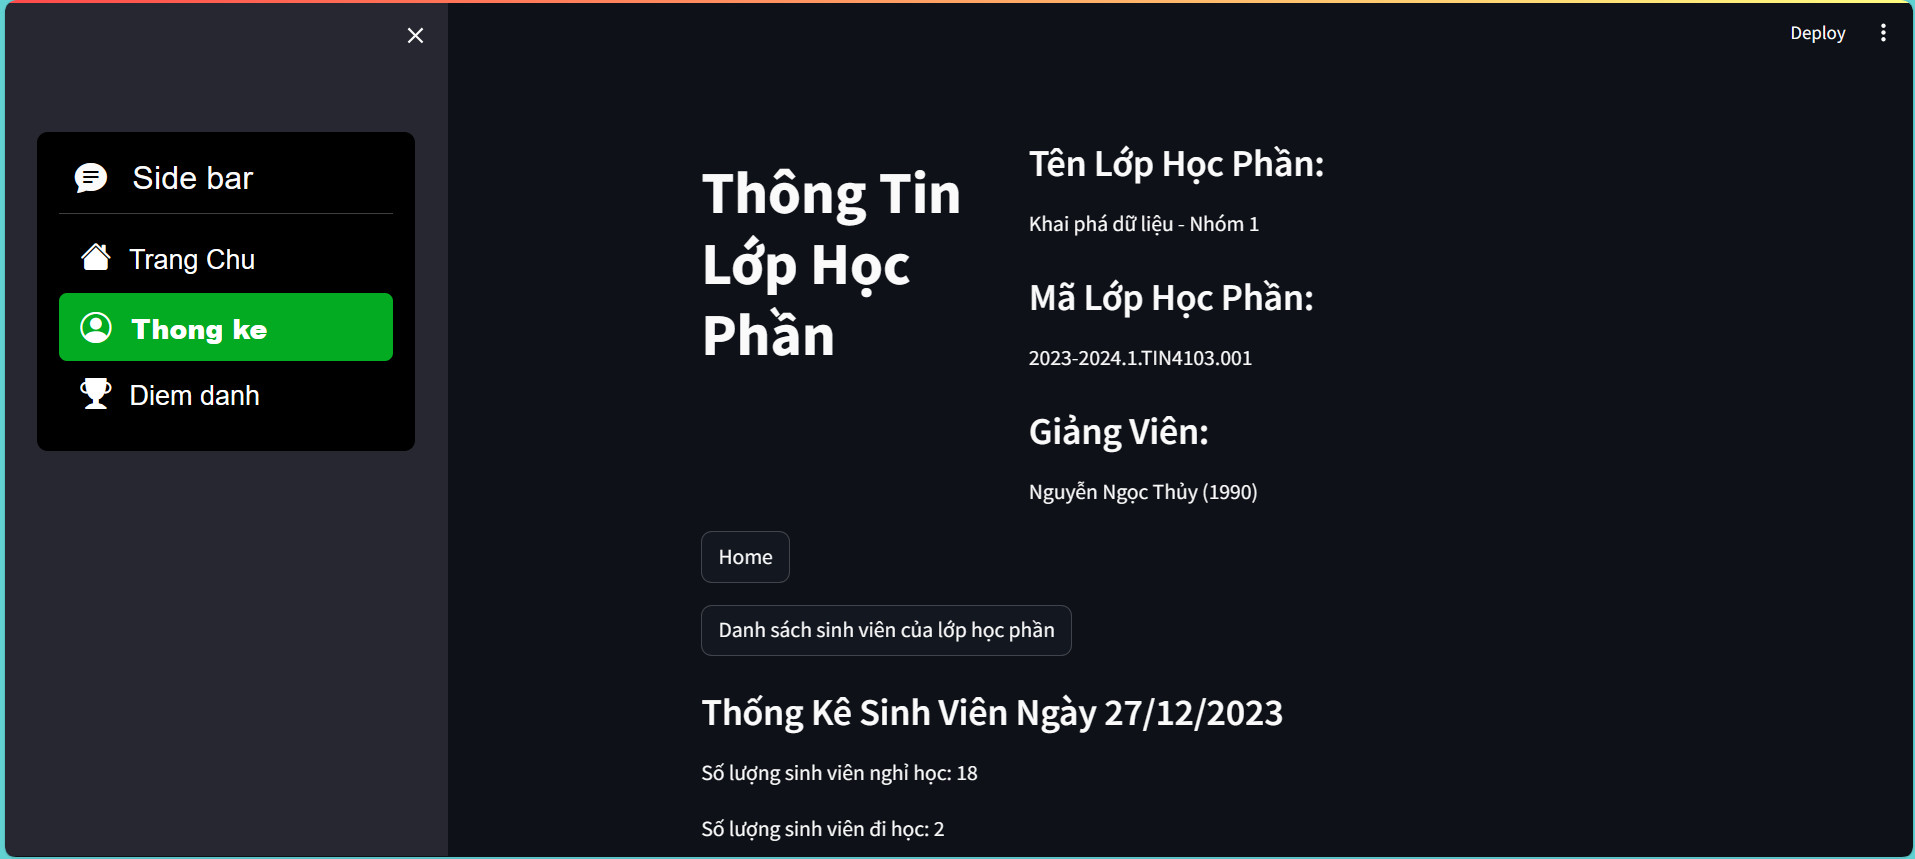 Deploy
Side bar
Trang Chu
Thong ke
Diem danh
Thông Tin
Lớp Học
Phần
Tên Lớp Học Phần:
Khai phá dữ liệu - Nhóm 1
Mã Lớp Học Phần:
2023-2024.1.TIN4103.001
Giảng Viên:
Nguyễn Ngọc Thủy (1990)
Home
Danh sách sinh viên của lớp học phần
Thống Kê Sinh Viên Ngày 27/12/2023
Số lượng sinh viên nghỉ học: 18
Số lượng sinh viên đi học: 2